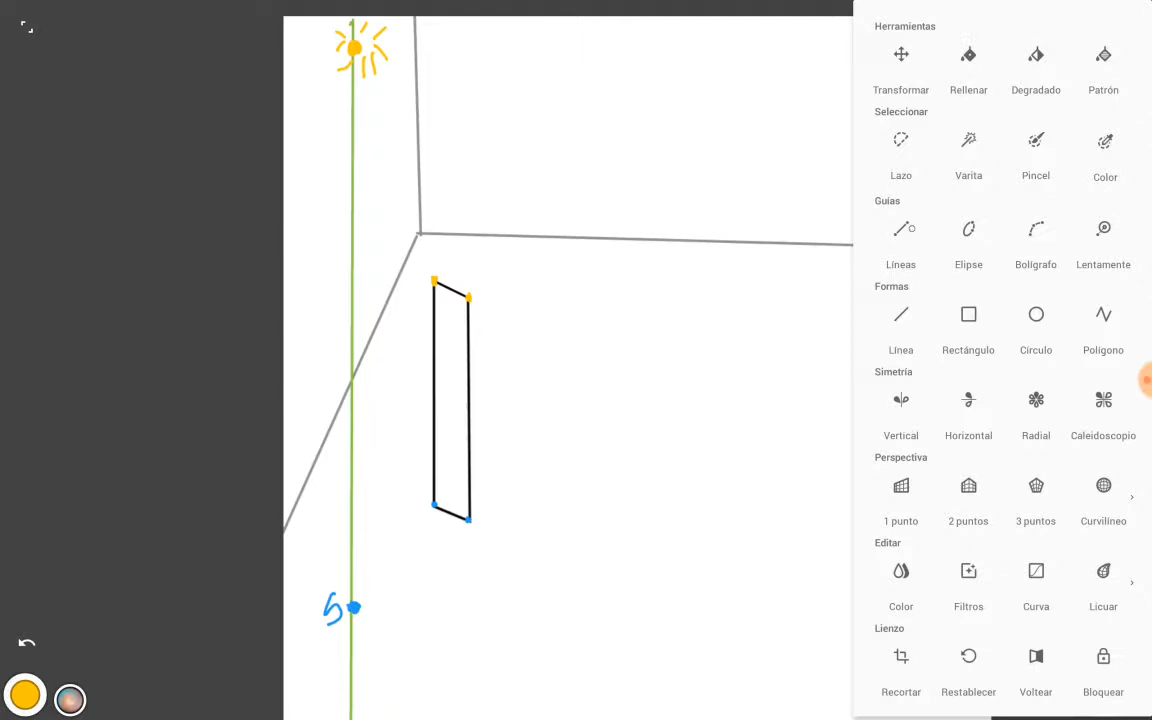 Herramientas
Transformar Rellenar Degradado Patrón
Seleccionar
Lazo Varita Pincel Color
Guías
Líneas Elipse Bolígrafo Lentamente
Formas
Línea Rectángulo Círculo Polígono
Simetría
Vertical Horizontal Radial Caleidoscopio
Perspectiva
1 punto 2 puntos 3 puntos Curvilíneo
Editar
Color Filtros Curva Licuar
Lienzo
Recortar Restablecer Voltear Bloquear